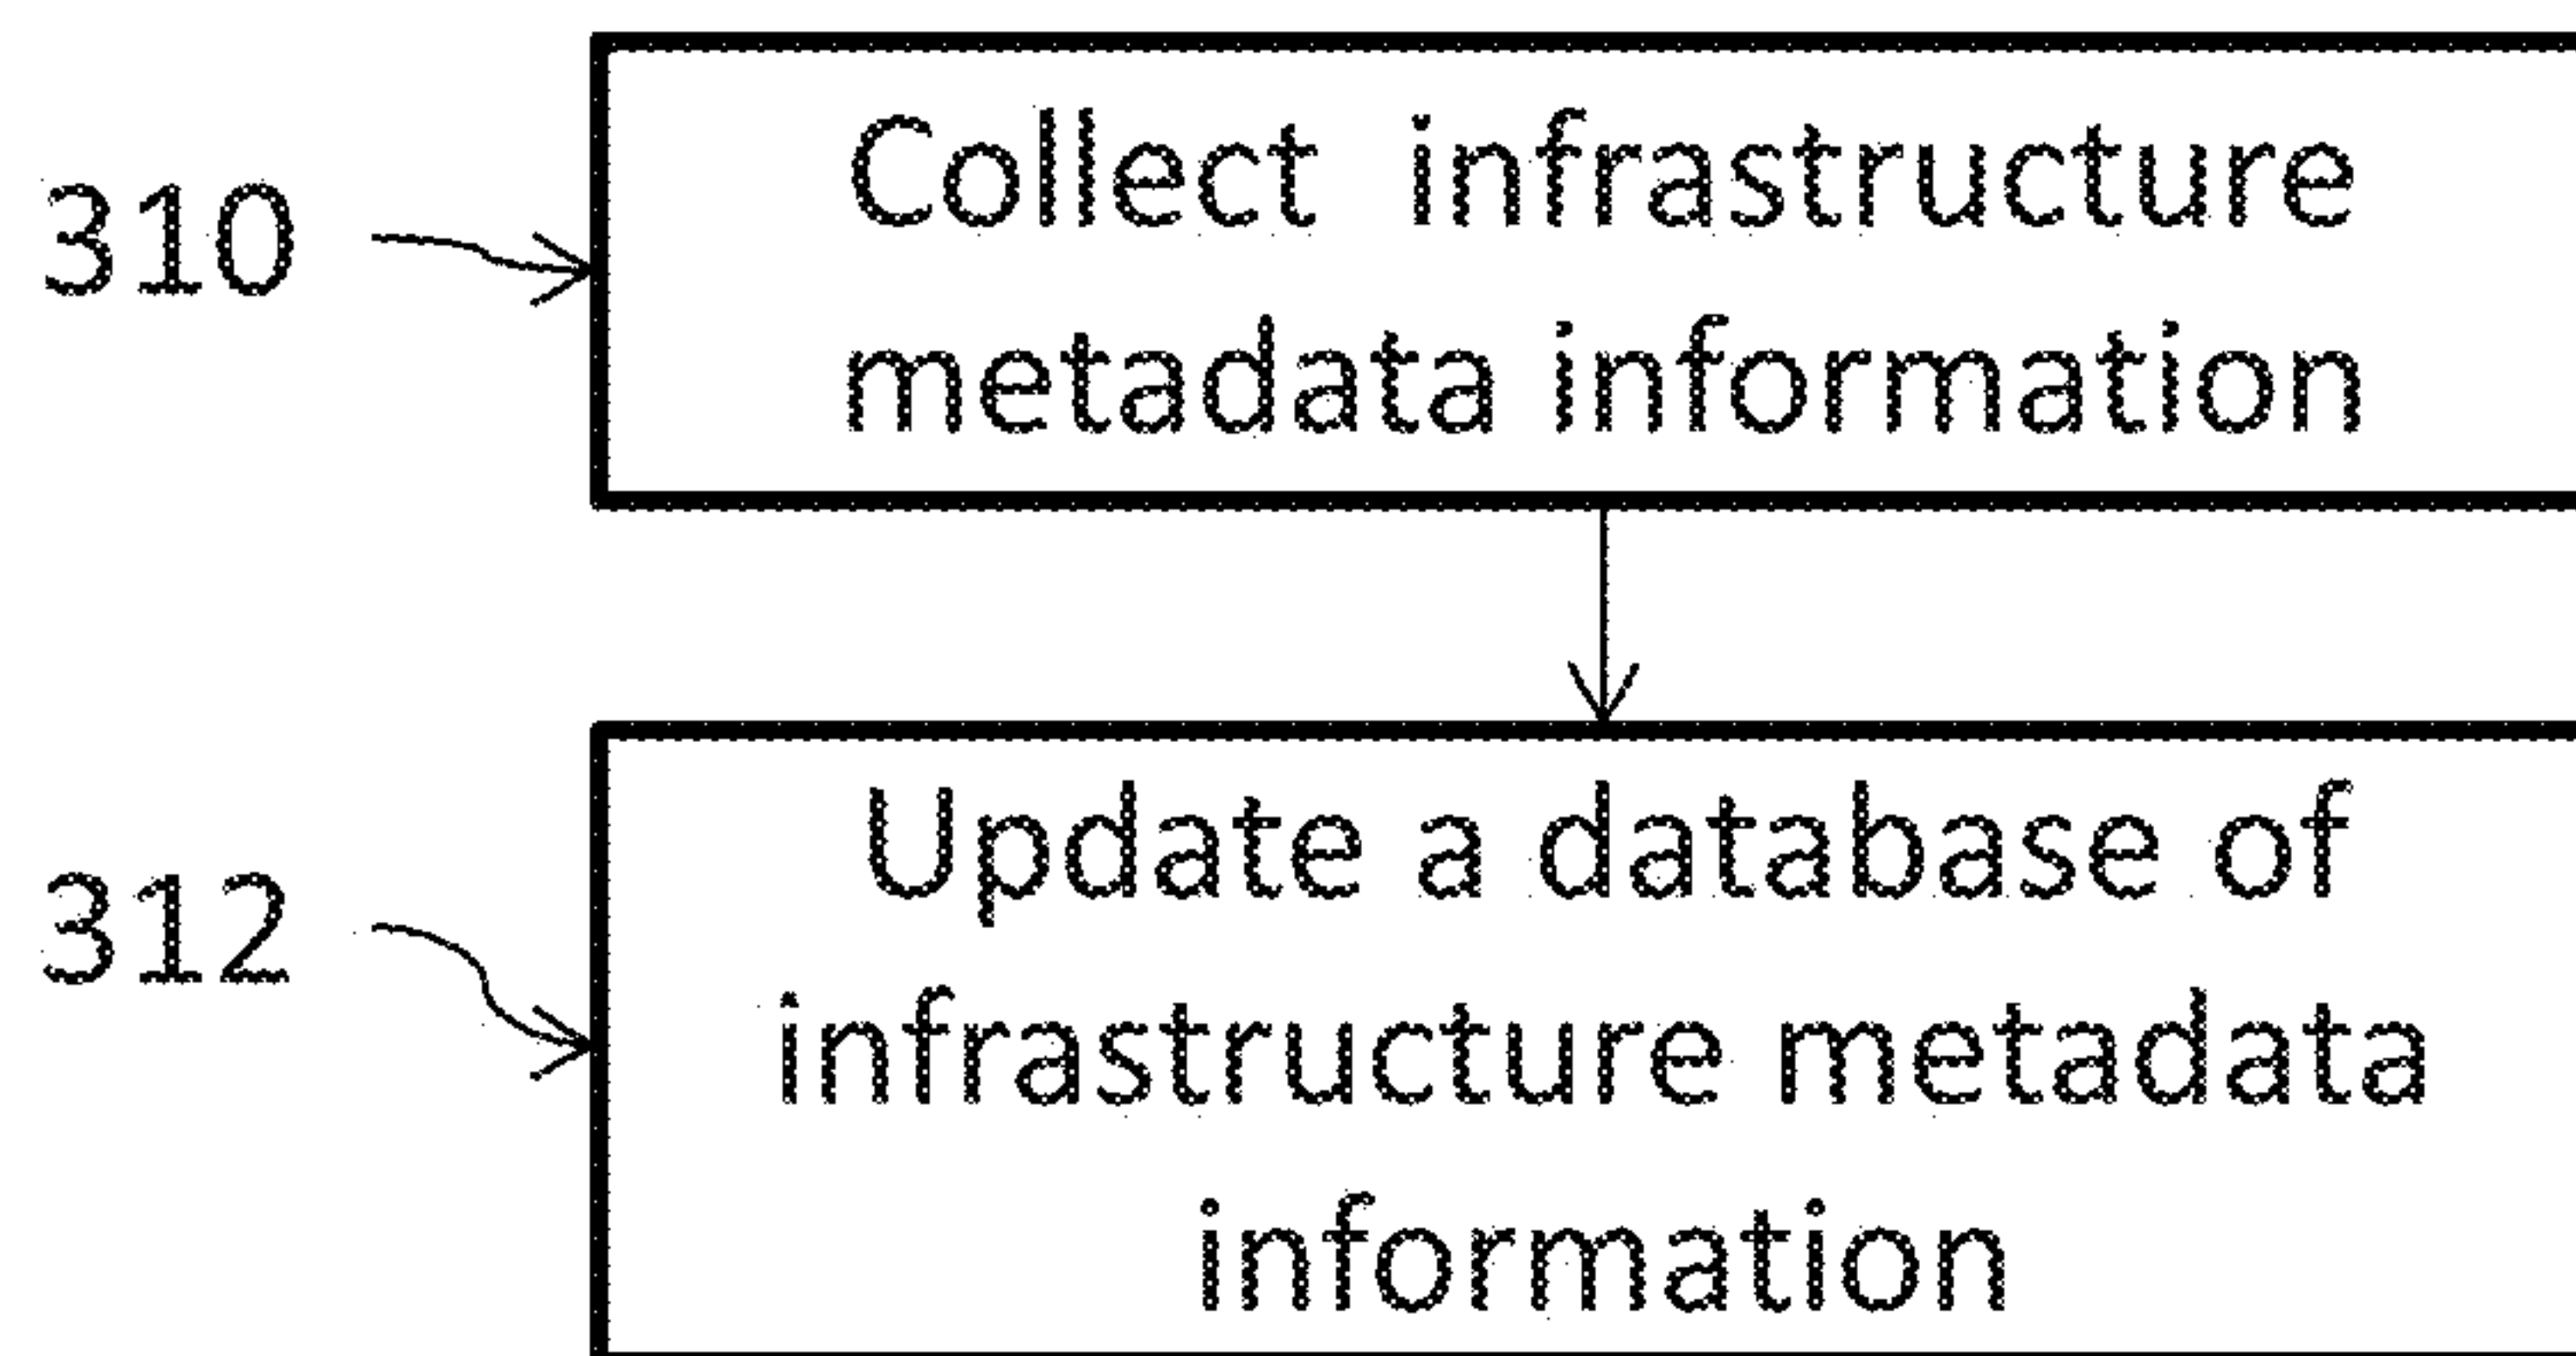 310
Collect infrastructure
metadata information
312
Update a database of
infrastructure metadata
information